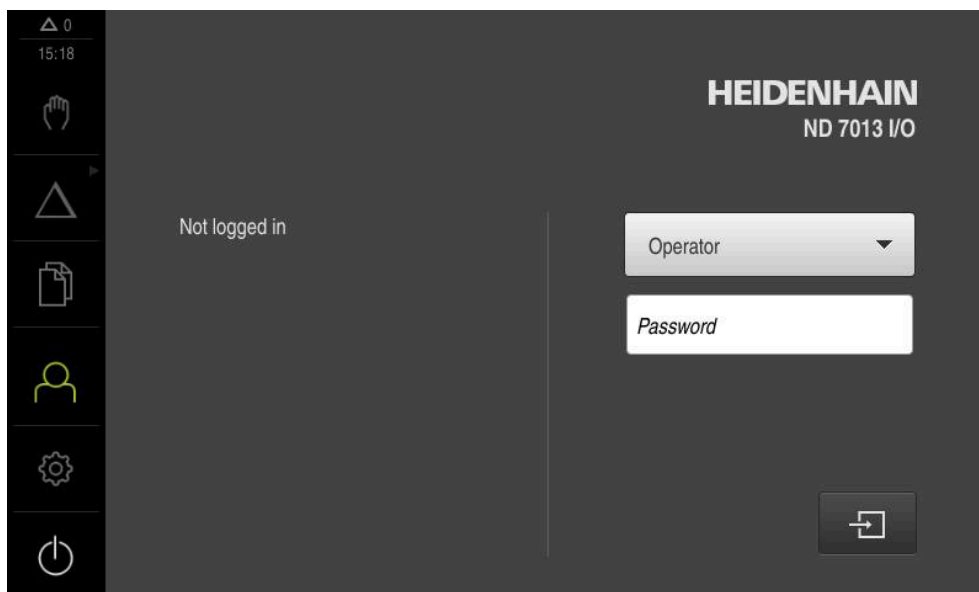 0
15:18
HEIDENHAIN
ND 7013 I/O
Not logged in
Operator
Password